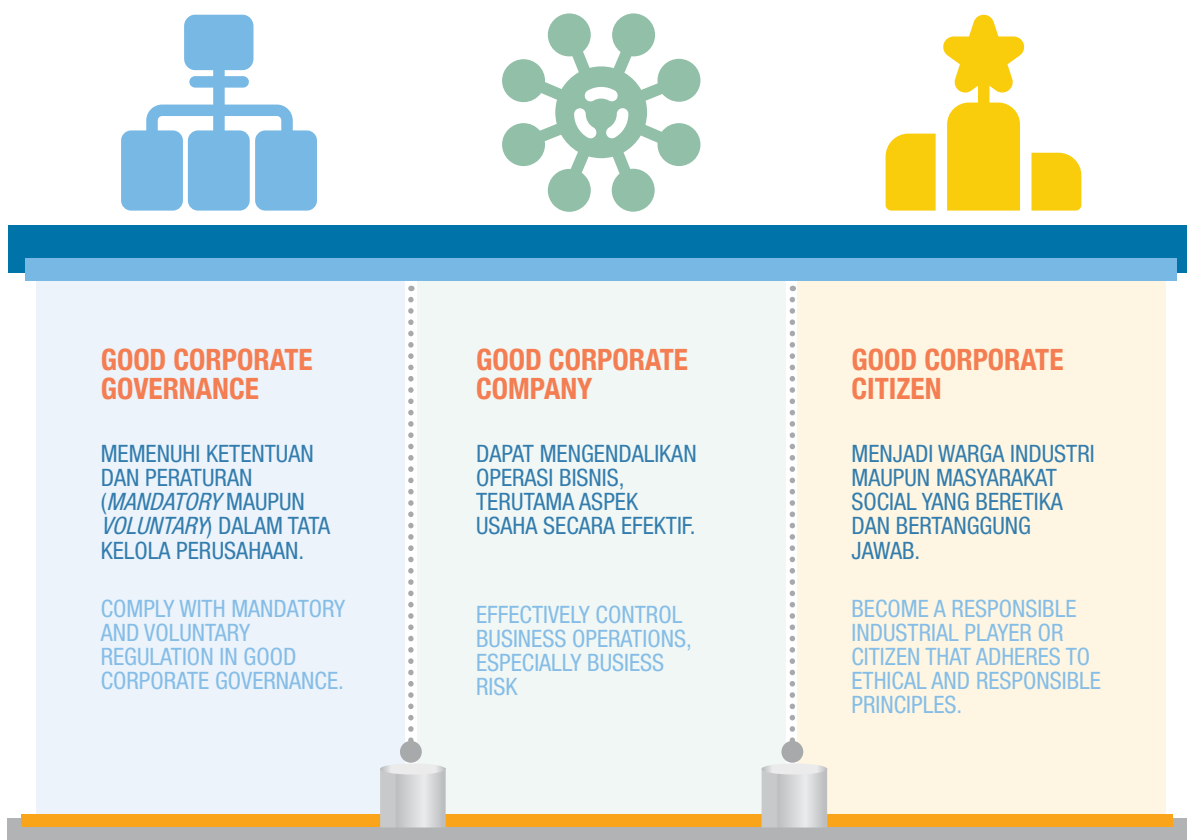 GOOD CORPORATE
GOVERNANCE
MEMENUHI KETENTUAN
DAN PERATURAN
(MANDATORY MAUPUN
VOLUNTARY) DALAM TATA
KELOLA PERUSAHAAN.
COMPLY WITH MANDATORY
AND VOLUNTARY
REGULATION IN GOOD
CORPORATE GOVERNANCE.
GOOD CORPORATE
COMPANY
DAPAT MENGENDALIKAN
OPERASI BISNIS,
TERUTAMA ASPEK
USAHA SECARA EFEKTIF.
EFFECTIVELY CONTROL
BUSINESS OPERATIONS,
ESPECIALLY BUSIESS
RISK
GOOD CORPORATE
CITIZEN
MENJADI WARGA INDUSTRI
MAUPUN MASYARAKAT
SOCIAL YANG BERETIKA
DAN BERTANGGUNG
JAWAB.
BECOME A RESPONSIBLE
INDUSTRIAL PLAYER OR
CITIZEN THAT ADHERES TO
ETHICAL AND RESPONSIBLE
PRINCIPLES.